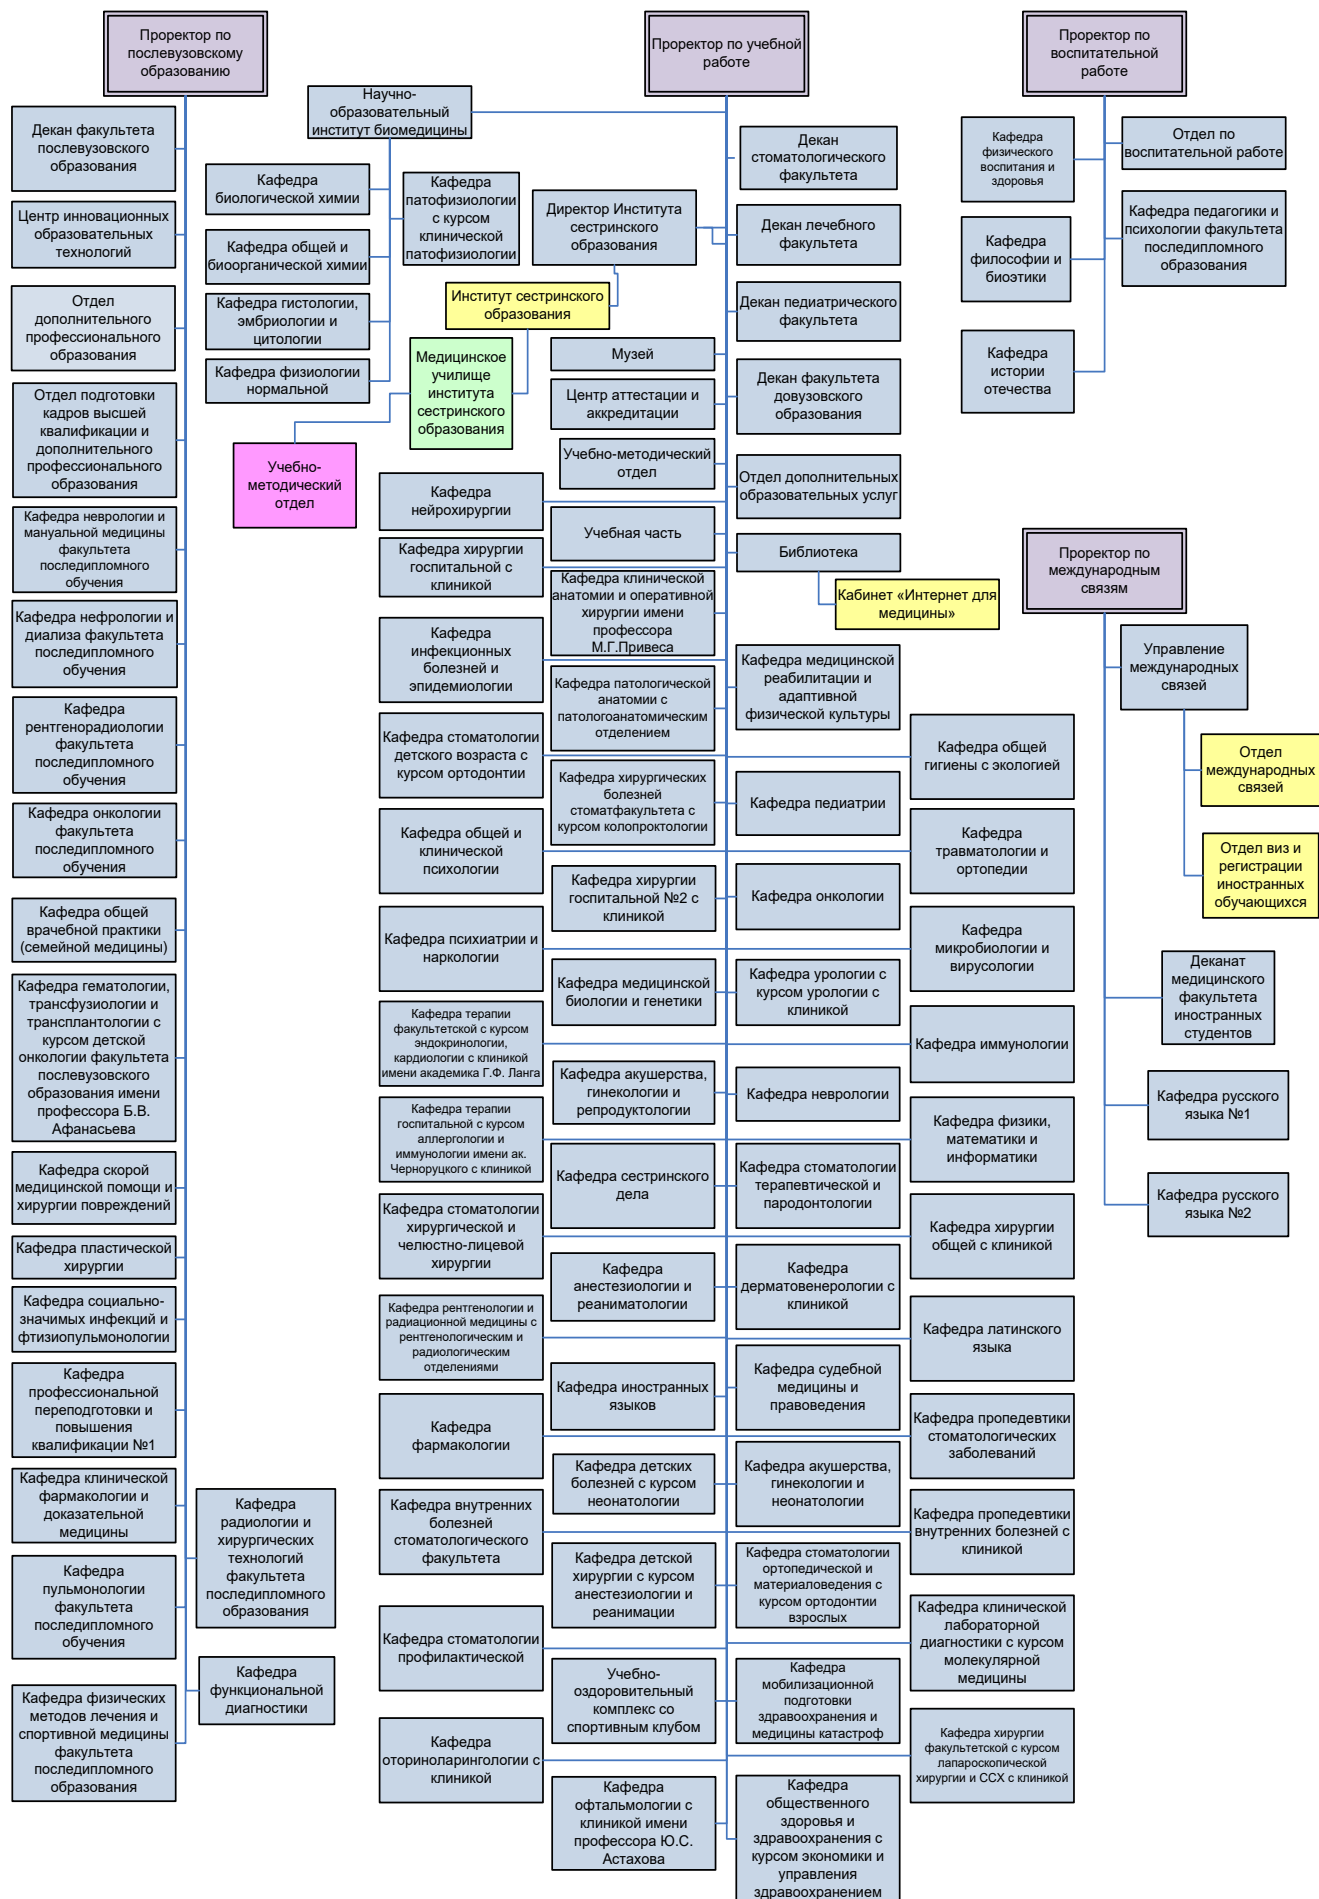 Проректор по
послевузовскому
образованию
Декан факультета
послевузовского
образования
Центр инновационных
образовательных
технологий
Отдел
дополнительного
профессионального
образования
Отдел подготовки
кадров высшей
квалификации и
дополнительного
профессионального
образования
Кафедра неврологии и
мануальной медицины
факультета
последипломного
обучения
Кафедра нефрологии и
диализа факультета
последипломного
обучения
Кафедра
рентгенорадиологии
факультета
последипломного
обучения
Кафедра онкологии
факультета
последипломного
обучения
Кафедра общей
врачебной практики
(семейной медицины)
Кафедра гематологии,
трансфузиологии и
трансплантологии с
курсом детской
онкологии факультета
послевузовского
образования имени
профессора Б.В.
Афанасьева
Кафедра скорой
медицинской помощи и
хирургии повреждений
Кафедра пластической
хирургии
Кафедра социально-
значимых инфекций и
фтизиопульмонологии
Кафедра
профессиональной
переподготовки и
повышения
квалификации №1
Кафедра клинической
фармакологии и
доказательной
медицины
Кафедра
пульмонологии
факультета
последипломного
обучения
Кафедра физических
методов лечения и
спортивной медицины
факультета
последипломного
образования
Кафедра
радиологии и
хирургических
технологий
факультета
последипломного
образования
Кафедра
функциональной
диагностики
Проректор по учебной
работе
Научно-
образовательный
институт биомедицины
Кафедра
биологической химии
Кафедра общей и
биоорганической химии
Кафедра гистологии,
эмбриологии и
цитологии
Кафедра физиологии
нормальной
Кафедра
патофизиологии
с курсом
клинической
патофизиологии
Директор Института
сестринского
образования
Институт сестринского
образования
Медицинское
училище
института
сестринского
образования
Учебно-
методический
отдел
Декан
стоматологического
факультета
Декан лечебного
факультета
Декан педиатрического
факультета
Декан факультета
довузовского
образования
Отдел дополнительных
образовательных услуг
Библиотека
Кабинет «Интернет для
медицины»
Музей
Центр аттестации и
аккредитации
Учебно-методический
отдел
Учебная часть
Кафедра
нейрохирургии
Кафедра хирургии
госпитальной с
клиникой
Кафедра клинической
анатомии и оперативной
хирургии имени
профессора
М.Г.Привеса
Кафедра
инфекционных
болезней и
эпидемиологии
Кафедра медицинской
реабилитации и
адаптивной
физической культуры
Кафедра патологической
анатомии с
патологоанатомическим
отделением
Кафедра стоматологии
детского возраста с
курсом ортодонтии
Кафедра общей
гигиены с экологией
Кафедра хирургических
болезней
стоматфакультета с
курсом колопроктологии
Кафедра педиатрии
Кафедра общей и
клинической
психологии
Кафедра
травматологии и
ортопедии
Кафедра хирургии
госпитальной №2 с
клиникой
Кафедра онкологии
Кафедра психиатрии и
наркологии
Кафедра
микробиологии и
вирусологии
Кафедра медицинской
биологии и генетики
Кафедра урологии с
курсом урологии с
клиникой
Кафедра терапии
факультетской с курсом
эндокринологии,
кардиологии с клиникой
имени академика Г.Ф. Ланга
Кафедра иммунологии
Кафедра акушерства,
гинекологии и
репродуктологии
Кафедра неврологии
Кафедра терапии
госпитальной с курсом
аллергологии и
иммунологии имени ак.
Черноруцкого с клиникой
Кафедра физики,
математики и
информатики
Кафедра сестринского
дела
Кафедра стоматологии
терапевтической и
пародонтологии
Кафедра стоматологии
хирургической и
челюстно-лицевой
хирургии
Кафедра хирургии
общей с клиникой
Кафедра
анестезиологии и
реаниматологии
Кафедра
дерматовенерологии с
клиникой
Кафедра рентгенологии и
радиационной медицины с
рентгенологическим и
радиологическим
отделениями
Кафедра латинского
языка
Кафедра иностранных
языков
Кафедра судебной
медицины и
правоведения
Кафедра
фармакологии
Кафедра пропедевтики
стоматологических
заболеваний
Кафедра детских
болезней с курсом
неонатологии
Кафедра акушерства,
гинекологии и
неонатологии
Кафедра внутренних
болезней
стоматологического
факультета
Кафедра пропедевтики
внутренних болезней с
клиникой
Кафедра детской
хирургии с курсом
анестезиологии и
реанимации
Кафедра стоматологии
ортопедической и
материаловедения с
курсом ортодонтии
взрослых
Кафедра стоматологии
профилактической
Кафедра клинической
лабораторной
диагностики с курсом
молекулярной
медицины
Учебно-
оздоровительный
комплекс со
спортивным клубом
Кафедра
мобилизационной
подготовки
здравоохранения и
медицины катастроф
Кафедра
оториноларингологии с
клиникой
Кафедра хирургии
факультетской с курсом
лапароскопической
хирургии и ССХ с клиникой
Кафедра
офтальмологии с
клиникой имени
профессора Ю.С.
Астахова
Кафедра
общественного
здоровья и
здравоохранения с
курсом экономики и
управления
здравоохранением
Проректор по
воспитательной
работе
Кафедра
физического
воспитания и
здоровья
Отдел по
воспитательной работе
Кафедра
философии и
биоэтики
Кафедра педагогики и
психологии факультета
последипломного
образования
Кафедра
истории
отечества
Проректор по
международным
связям
Управление
международных
связей
Отдел
международных
связей
Отдел виз и
регистрации
иностранных
обучающихся
Деканат
медицинского
факультета
иностранных
студентов
Кафедра русского
языка №1
Кафедра русского
языка №2